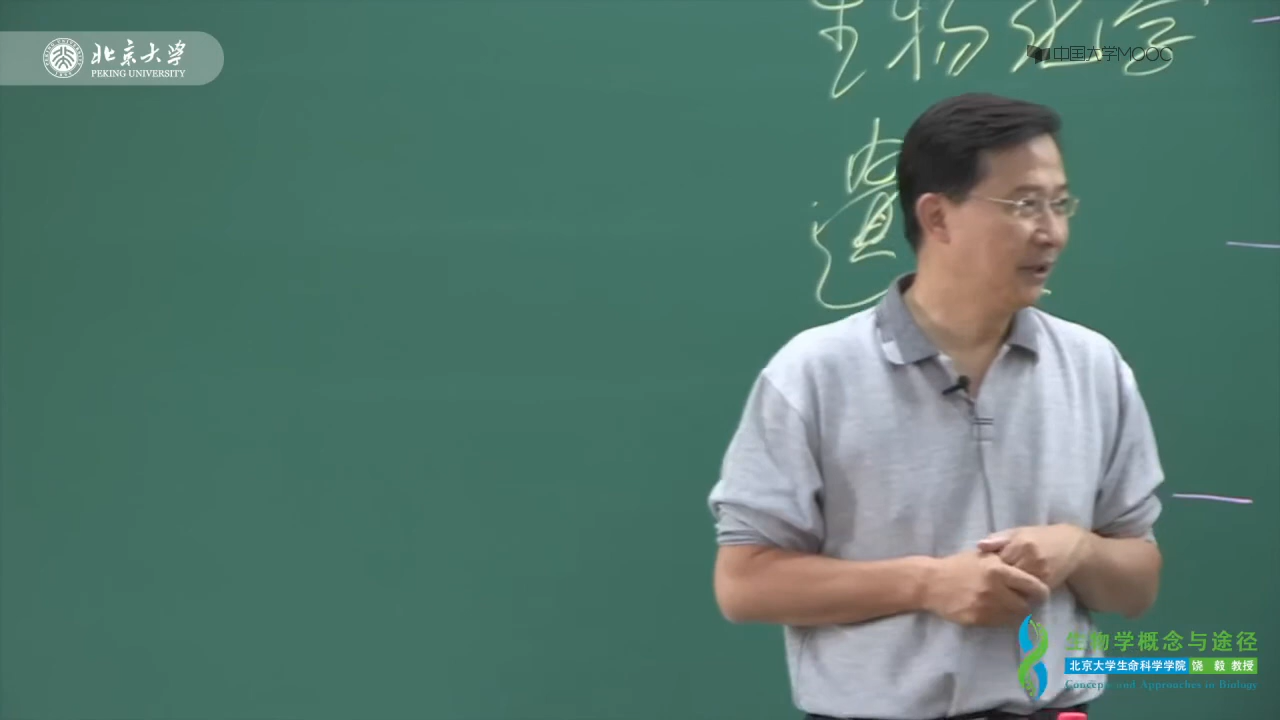 北京大学
PEKING UNIVERSITY
生物化学
中国大学MOOC
遗
生物学概念与途径
北京大学生命科学学院 饶 毅 教授
Concepts and Approaches in Biology